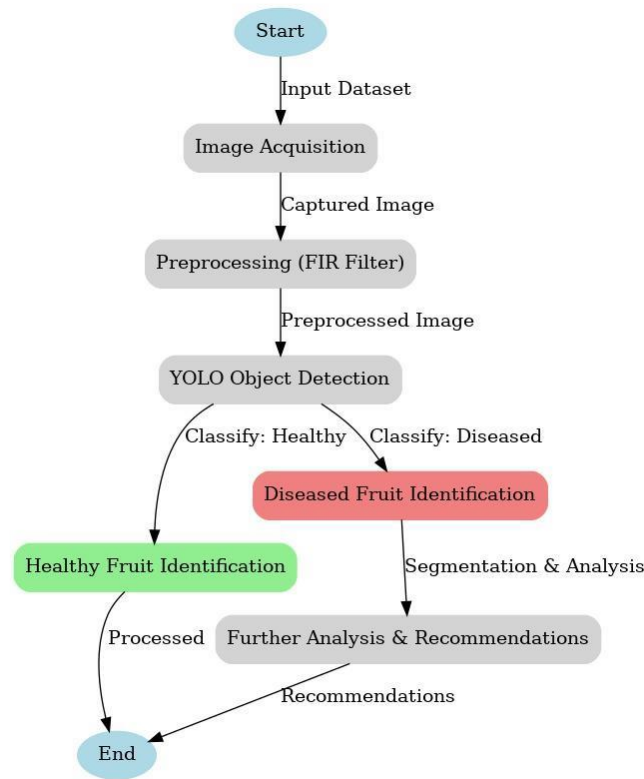 Start
Input Dataset
Image Acquisition
Captured Image
Preprocessing (FIR Filter)
Preprocessed Image
YOLO Object Detection
Classify: Healthy
Classify: Diseased
Diseased Fruit Identification
Healthy Fruit Identification
Segmentation & Analysis
Processed
Further Analysis & Recommendations
Recommendations
End